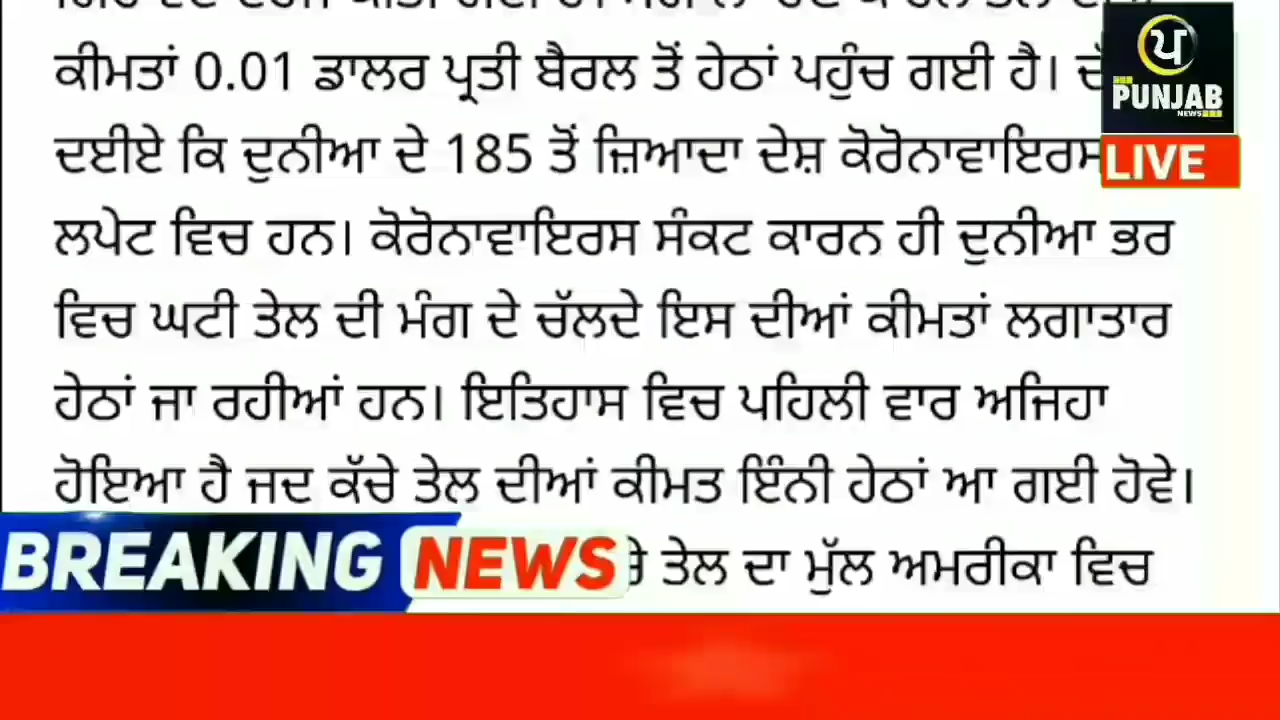 ਕੀਮਤਾਂ 0.01 ਡਾਲਰ ਪ੍ਰਤੀ ਬੈਰਲ ਤੋਂ ਹੇਠਾਂ ਪਹੁੰਚ ਗਈ ਹੈ।
ਦਈਏ ਕਿ ਦੁਨੀਆ ਦੇ 185 ਤੋਂ ਜ਼ਿਆਦਾ ਦੇਸ਼ ਕੋਰੋਨਾਵਾਇਰਸ
ਲਪੇਟ ਵਿਚ ਹਨ। ਕੋਰੋਨਾਵਾਇਰਸ ਸੰਕਟ ਕਾਰਨ ਹੀ ਦੁਨੀਆ ਭਰ
ਵਿਚ ਘਟੀ ਤੇਲ ਦੀ ਮੰਗ ਦੇ ਚੱਲਦੇ ਇਸ ਦੀਆਂ ਕੀਮਤਾਂ ਲਗਾਤਾਰ
ਹੇਠਾਂ ਜਾ ਰਹੀਆਂ ਹਨ। ਇਤਿਹਾਸ ਵਿਚ ਪਹਿਲੀ ਵਾਰ ਅਜਿਹਾ
ਹੋਇਆ ਹੈ ਜਦ ਕੱਚੇ ਤੇਲ ਦੀਆਂ ਕੀਮਤ ਇੰਨੀ ਹੇਠਾਂ ਆ ਗਈ ਹੋਵੇ।
ਤੇਲ ਦਾ ਮੁੱਲ ਅਮਰੀਕਾ ਵਿਚ
BREAKING NEWS
ਪ
PUNJAB
NEWS
LIVE